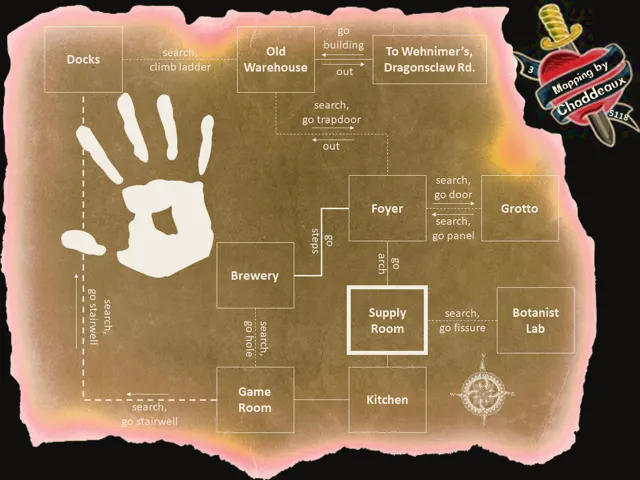 Docks
search,
climb ladder
Old
Warehouse
go
building
out
To Wehnimer's,
Dragonsclaw Rd.
3
Mapping by
Chaddeaux
5118
search,
go trapdoor
out
Foyer
search,
go door
search,
go panel
Grotto
go
steps
go
arch
Brewery
search,
go stairwell
search,
go hole
Supply
Room
search,
go fissure
Botanist
Lab
Game
Room
Kitchen
search,
go stairwell
N
W
E
S